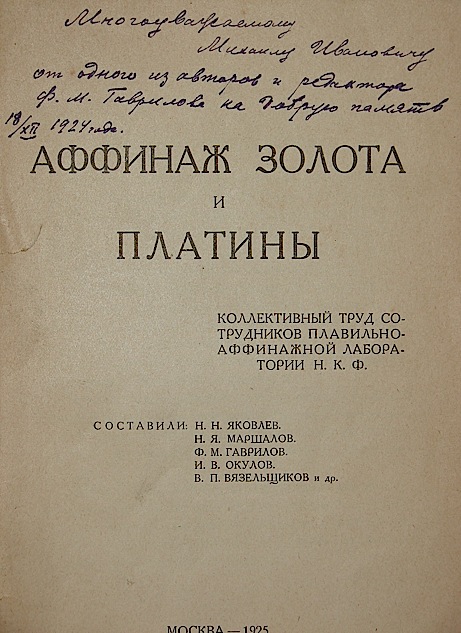 Многоуважаемому
Михаилу Ивановичу
от одного из авторов и редактора
Ф. М. Гаврилова на добрую память
18/XII 1924 года.
АФФИНАЖ ЗОЛОТА
И
ПЛАТИНЫ
КОЛЛЕКТИВНЫЙ ТРУД СО-
ТРУДНИКОВ ПЛАВИЛЬНО-
АФФИНАЖНОЙ ЛАБОРА-
ТОРИИ Н. К. Ф.
СОСТАВИЛИ: Н. Н. ЯКОВЛЕВ.
Н. Я. МАРШАЛОВ.
Ф. М. ГАВРИЛОВ.
И. В. ОКУЛОВ.
В. П. ВЯЗЕЛЬЩИКОВ и др.
МОСКВА — 1925